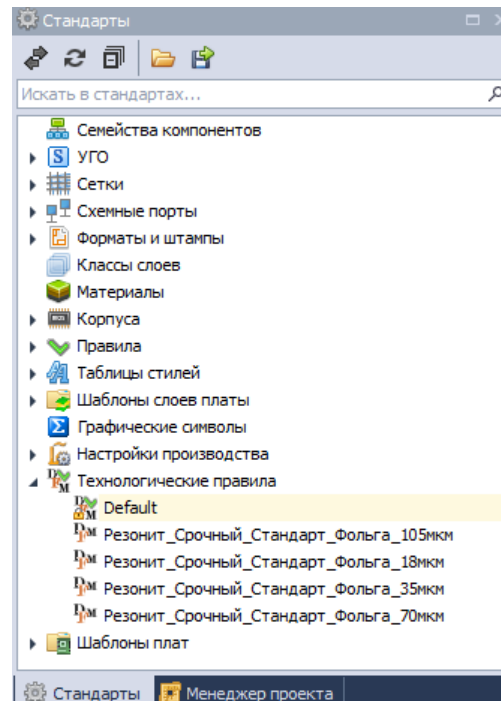 Стандарты
Искать в стандартах...
Семейства компонентов
УГО
Сетки
Схемные порты
Форматы и штампы
Классы слоев
Материалы
Корпуса
Правила
Таблицы стилей
Шаблоны слоев платы
Графические символы
Настройки производства
Технологические правила
Default
Резонит_Срочный_Стандарт_Фольга_105мкм
Резонит_Срочный_Стандарт_Фольга_18мкм
Резонит_Срочный_Стандарт_Фольга_35мкм
Резонит_Срочный_Стандарт_Фольга_70мкм
Шаблоны плат
Стандарты Менеджер проекта